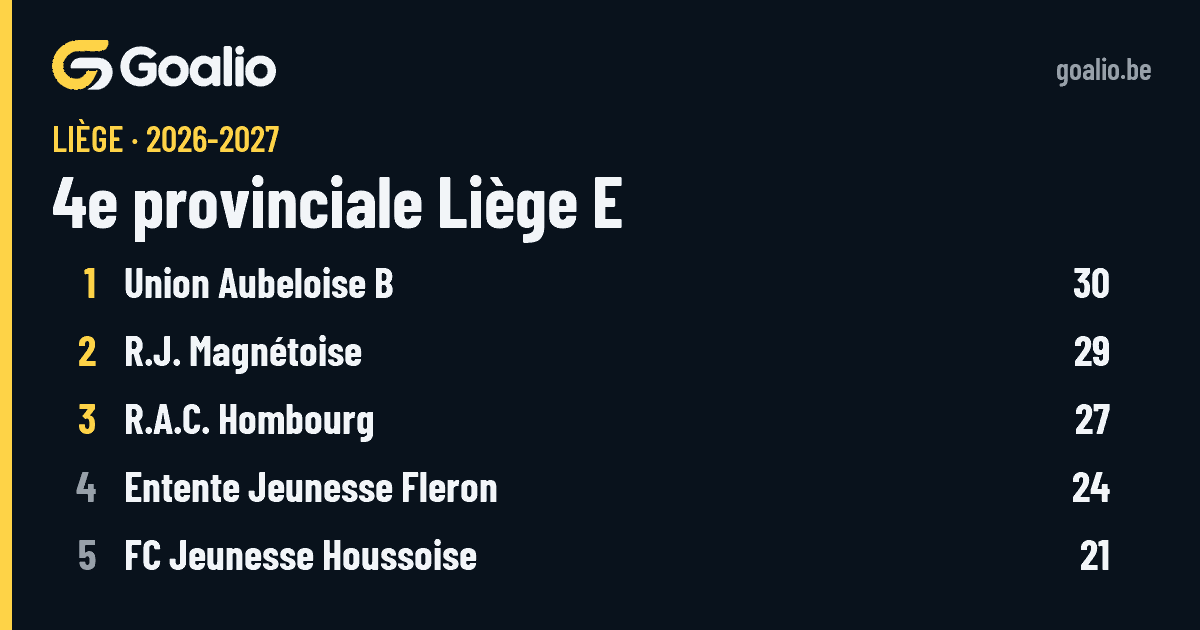 Goalio
goalio.be
LIÈGE · 2026-2027
4e provinciale Liège E
1 Union Aubeloise B 30
2 R.J. Magnétoise 29
3 R.A.C. Hombourg 27
4 Entente Jeunesse Fleron 24
5 FC Jeunesse Houssoise 21